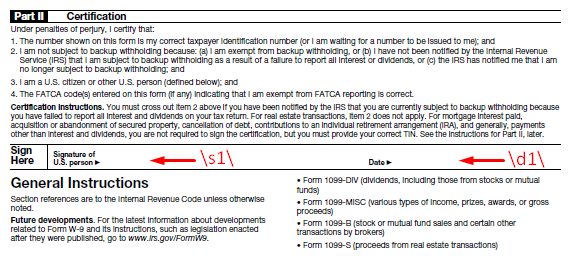 Part II Certification
Under penalties of perjury, I certify that:
1. The number shown on this form is my correct taxpayer identification number (or I am waiting for a number to be issued to me); and
2. I am not subject to backup withholding because: (a) I am exempt from backup withholding, or (b) I have not been notified by the Internal Revenue
Service (IRS) that I am subject to backup withholding as a result of a failure to report all interest or dividends, or (c) the IRS has notified me that I am
no longer subject to backup withholding; and
3. I am a U.S. citizen or other U.S. person (defined below); and
4. The FATCA code(s) entered on this form (if any) indicating that I am exempt from FATCA reporting is correct.
Certification instructions. You must cross out item 2 above if you have been notified by the IRS that you are currently subject to backup withholding because
you have failed to report all interest and dividends on your tax return. For real estate transactions, item 2 does not apply. For mortgage interest paid,
acquisition or abandonment of secured property, cancellation of debt, contributions to an individual retirement arrangement (IRA), and generally, payments
other than interest and dividends, you are not required to sign the certification, but you must provide your correct TIN. See the instructions for Part II, later.
Sign
Here
Signature of
U.S. person ▶
\s1\
Date ▶
\d1\
General Instructions
Section references are to the Internal Revenue Code unless otherwise
noted.
Future developments. For the latest information about developments
related to Form W-9 and its instructions, such as legislation enacted
after they were published, go to www.irs.gov/FormW9.
• Form 1099-DIV (dividends, including those from stocks or mutual
funds)
• Form 1099-MISC (various types of income, prizes, awards, or gross
proceeds)
• Form 1099-B (stock or mutual fund sales and certain other
transactions by brokers)
• Form 1099-S (proceeds from real estate transactions)